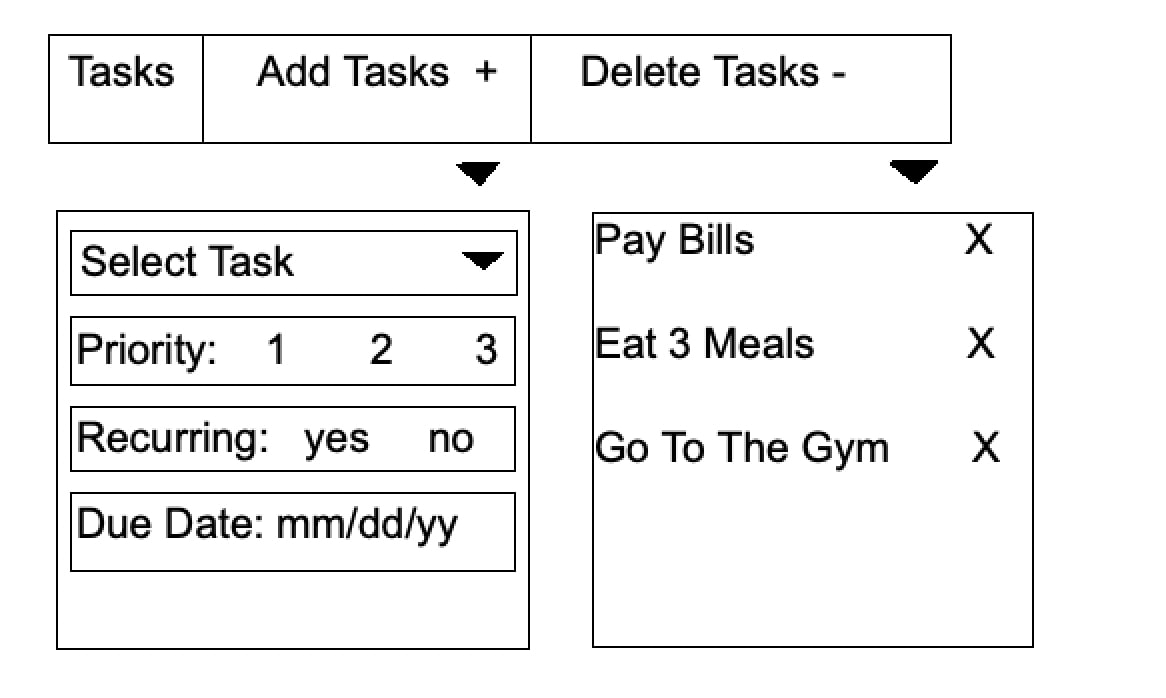 Tasks
Add Tasks +
Delete Tasks -
Select Task
Priority: 1 2 3
Recurring: yes no
Due Date: mm/dd/yy
Pay Bills X
Eat 3 Meals X
Go To The Gym X